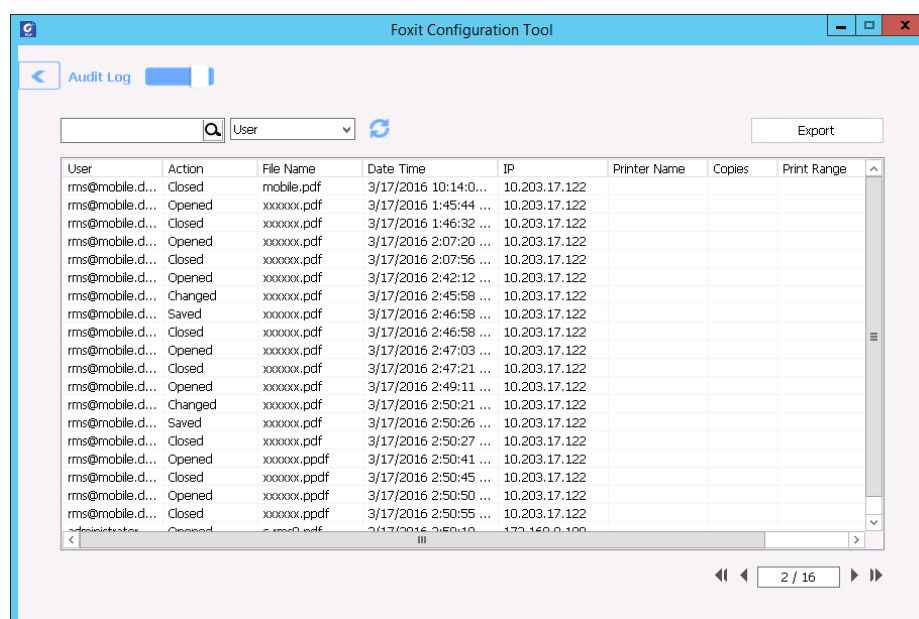 Foxit Configuration Tool
Audit Log
User
Export
User Action File Name Date Time IP Printer Name Copies Print Range
rms@mobile.d... Closed mobile.pdf 3/17/2016 10:14:0... 10.203.17.122
rms@mobile.d... Opened xxxxxx.pdf 3/17/2016 1:45:44 ... 10.203.17.122
rms@mobile.d... Closed xxxxxx.pdf 3/17/2016 1:46:32 ... 10.203.17.122
rms@mobile.d... Opened xxxxxx.pdf 3/17/2016 2:07:20 ... 10.203.17.122
rms@mobile.d... Closed xxxxxx.pdf 3/17/2016 2:07:56 ... 10.203.17.122
rms@mobile.d... Opened xxxxxx.pdf 3/17/2016 2:42:12 ... 10.203.17.122
rms@mobile.d... Changed xxxxxx.pdf 3/17/2016 2:45:58 ... 10.203.17.122
rms@mobile.d... Saved xxxxxx.pdf 3/17/2016 2:46:58 ... 10.203.17.122
rms@mobile.d... Closed xxxxxx.pdf 3/17/2016 2:46:58 ... 10.203.17.122
rms@mobile.d... Opened xxxxxx.pdf 3/17/2016 2:47:03 ... 10.203.17.122
rms@mobile.d... Closed xxxxxx.pdf 3/17/2016 2:47:21 ... 10.203.17.122
rms@mobile.d... Opened xxxxxx.pdf 3/17/2016 2:49:11 ... 10.203.17.122
rms@mobile.d... Changed xxxxxx.pdf 3/17/2016 2:50:21 ... 10.203.17.122
rms@mobile.d... Saved xxxxxx.pdf 3/17/2016 2:50:26 ... 10.203.17.122
rms@mobile.d... Closed xxxxxx.pdf 3/17/2016 2:50:27 ... 10.203.17.122
rms@mobile.d... Opened xxxxxx.ppdf 3/17/2016 2:50:41 ... 10.203.17.122
rms@mobile.d... Closed xxxxxx.ppdf 3/17/2016 2:50:45 ... 10.203.17.122
rms@mobile.d... Opened xxxxxx.ppdf 3/17/2016 2:50:50 ... 10.203.17.122
rms@mobile.d... Closed xxxxxx.ppdf 3/17/2016 2:50:55 ... 10.203.17.122
administrator Opened
2 / 16